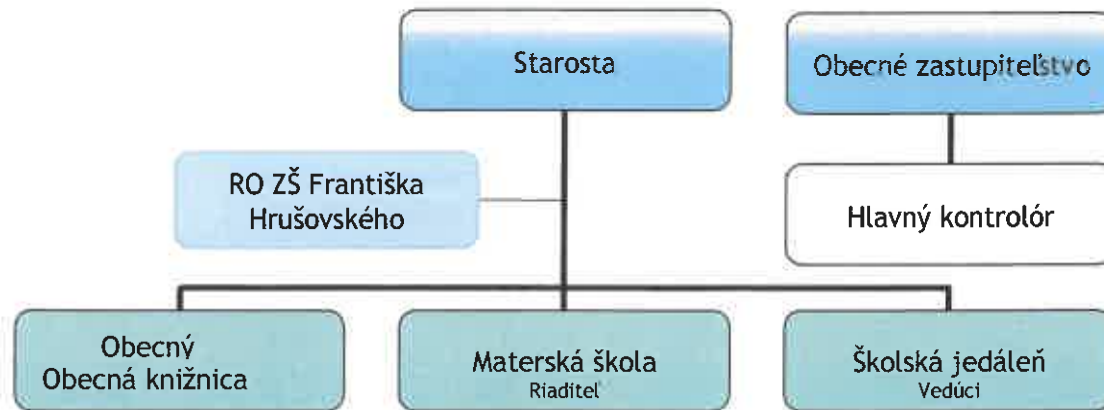 Starosta
Obecné zastupiteľstvo
RO ZŠ Františka
Hrušovského
Hlavný kontrolór
Obecný
Obecná knižnica
Materská škola
Riaditeľ
Školská jedáleň
Vedúci